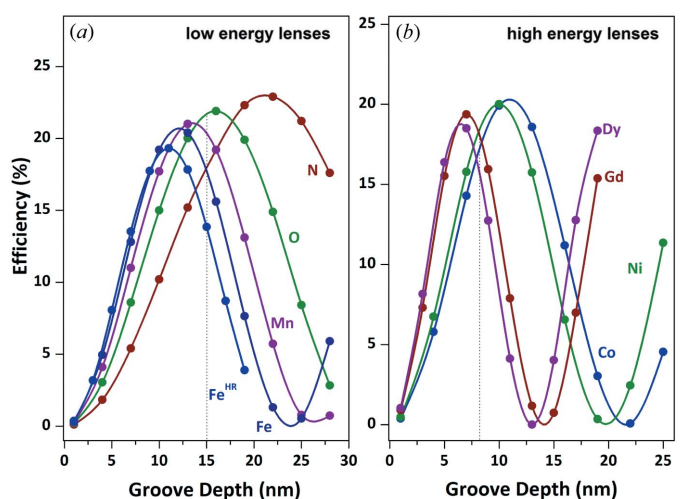 (a) low energy lenses
25
20
15
10
5
0
Efficiency (%)
N
O
Mn
Fe^HR
Fe
0 5 10 15 20 25 30
Groove Depth (nm)
(b) high energy lenses
25
20
15
10
5
0
Dy
Gd
Ni
Co
0 5 10 15 20 25
Groove Depth (nm)